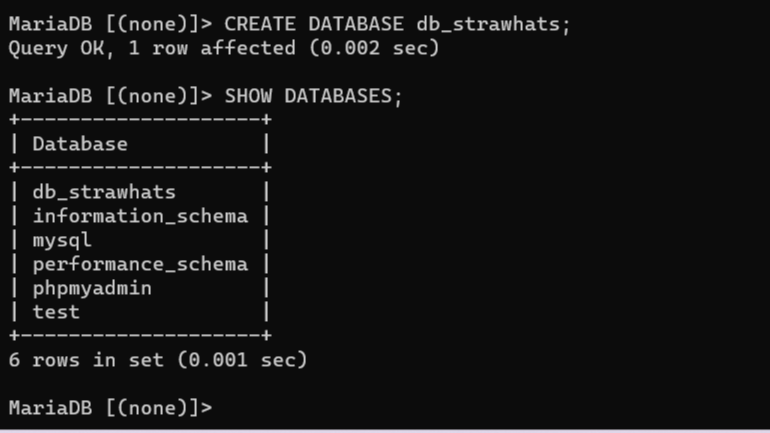 MariaDB [(none)]> CREATE DATABASE db_strawhats;
Query OK, 1 row affected (0.002 sec)
MariaDB [(none)]> SHOW DATABASES;
+--------------------+
| Database           |
+--------------------+
| db_strawhats       |
| information_schema |
| mysql              |
| performance_schema |
| phpmyadmin         |
| test               |
+--------------------+
6 rows in set (0.001 sec)
MariaDB [(none)]>